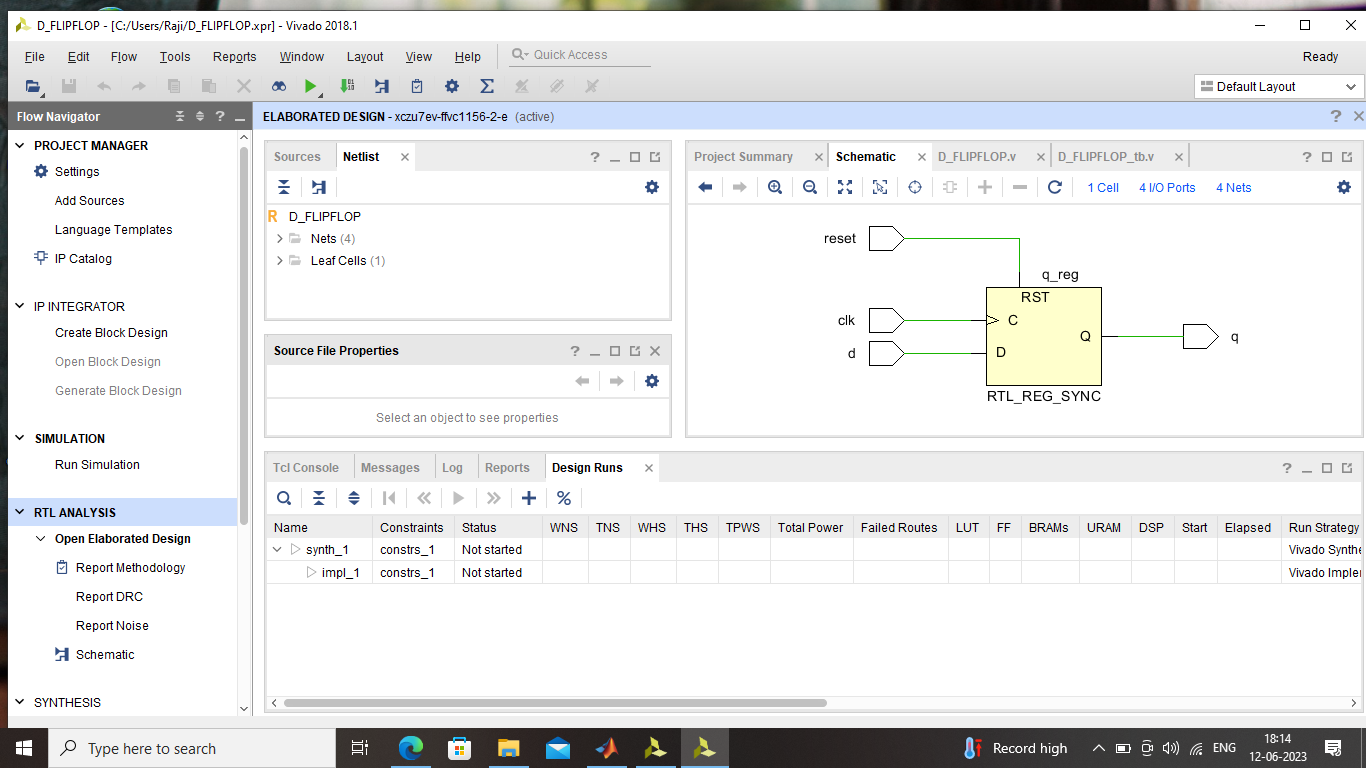 D_FLIPFLOP - [C:/Users/Raji/D_FLIPFLOP.xpr] - Vivado 2018.1
File Edit Flow Tools Reports Window Layout View Help Quick Access Ready
Default Layout
Flow Navigator
ELABORATED DESIGN - xczu7ev-ffvc1156-2-e (active)
PROJECT MANAGER
Settings
Add Sources
Language Templates
IP Catalog
IP INTEGRATOR
Create Block Design
Open Block Design
Generate Block Design
SIMULATION
Run Simulation
RTL ANALYSIS
Open Elaborated Design
Report Methodology
Report DRC
Report Noise
Schematic
SYNTHESIS
Sources Netlist
R D_FLIPFLOP
Nets (4)
Leaf Cells (1)
Source File Properties
Select an object to see properties
Project Summary Schematic D_FLIPFLOP.v D_FLIPFLOP_tb.v
1 Cell 4 I/O Ports 4 Nets
reset
q_reg
RST
clk C
Q q
d D
RTL_REG_SYNC
Tcl Console Messages Log Reports Design Runs
Name Constraints Status WNS TNS WHS THS TPWS Total Power Failed Routes LUT FF BRAMs URAM DSP Start Elapsed Run Strategy
synth_1 constrs_1 Not started Vivado Synthe
impl_1 constrs_1 Not started Vivado Implem
Type here to search
Record high
ENG
18:14
12-06-2023